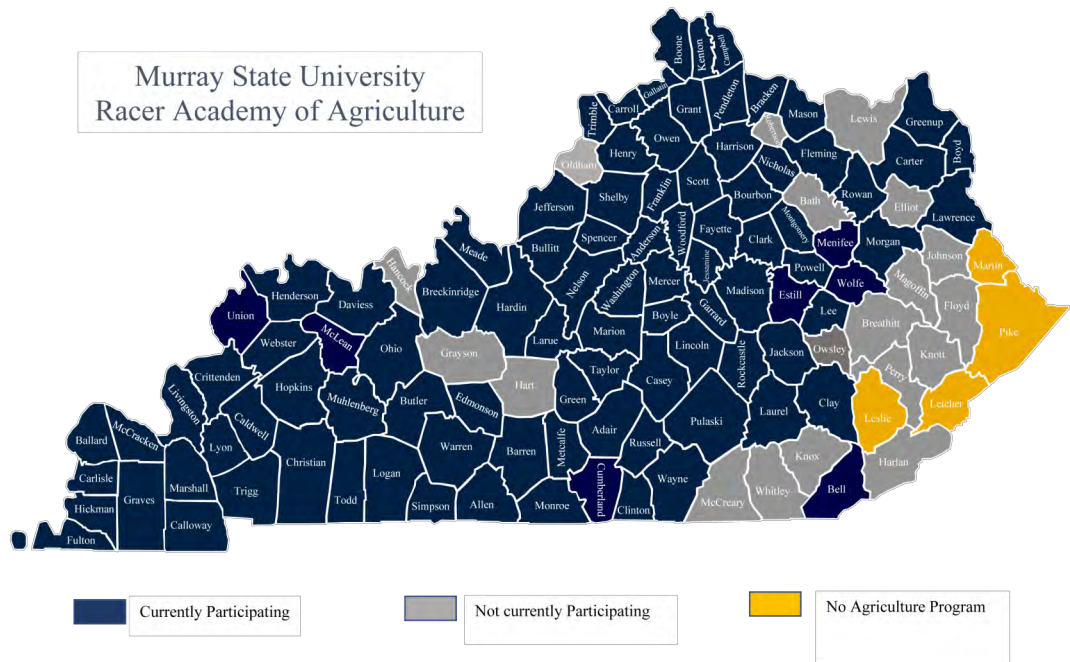 Murray State University
Racer Academy of Agriculture
Boone
Kenton
Campbell
Gallatin
Grant
Pendleton
Bracken
Mason
Lewis
Greenup
Trimble
Carroll
Owen
Robertson
Harrison
Fleming
Carter
Boyd
Oldham
Henry
Nicholas
Rowan
Elliot
Lawrence
Shelby
Franklin
Scott
Bourbon
Bath
Jefferson
Montgomery
Menifee
Morgan
Johnson
Martin
Bullitt
Spencer
Anderson
Woodford
Fayette
Clark
Jessamine
Powell
Wolfe
Magoffin
Floyd
Pike
Meade
Hancock
Breckinridge
Hardin
Nelson
Washington
Mercer
Garrard
Madison
Estill
Lee
Breathitt
Knott
Henderson
Daviess
Union
McLean
Webster
Ohio
Grayson
Larue
Marion
Boyle
Lincoln
Rockcastle
Jackson
Owsley
Perry
Letcher
Leslie
Crittenden
Livingston
Hopkins
Muhlenberg
Butler
Edmonson
Hart
Green
Taylor
Casey
Pulaski
Laurel
Clay
Knox
Harlan
Ballard
McCracken
Lyon
Caldwell
Christian
Warren
Barren
Metcalfe
Adair
Russell
Wayne
McCreary
Whitley
Bell
Carlisle
Graves
Marshall
Trigg
Todd
Logan
Simpson
Allen
Monroe
Cumberland
Clinton
Hickman
Calloway
Fulton
Currently Participating
Not currently Participating
No Agriculture Program